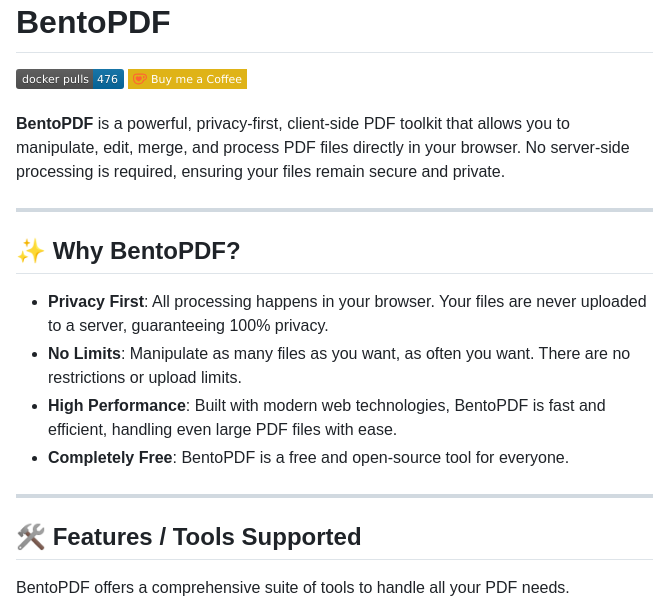 BentoPDF
docker pulls 476 Buy me a Coffee
BentoPDF is a powerful, privacy-first, client-side PDF toolkit that allows you to
manipulate, edit, merge, and process PDF files directly in your browser. No server-side
processing is required, ensuring your files remain secure and private.
✨ Why BentoPDF?
• Privacy First: All processing happens in your browser. Your files are never uploaded
to a server, guaranteeing 100% privacy.
• No Limits: Manipulate as many files as you want, as often you want. There are no
restrictions or upload limits.
• High Performance: Built with modern web technologies, BentoPDF is fast and
efficient, handling even large PDF files with ease.
• Completely Free: BentoPDF is a free and open-source tool for everyone.
🛠️ Features / Tools Supported
BentoPDF offers a comprehensive suite of tools to handle all your PDF needs.